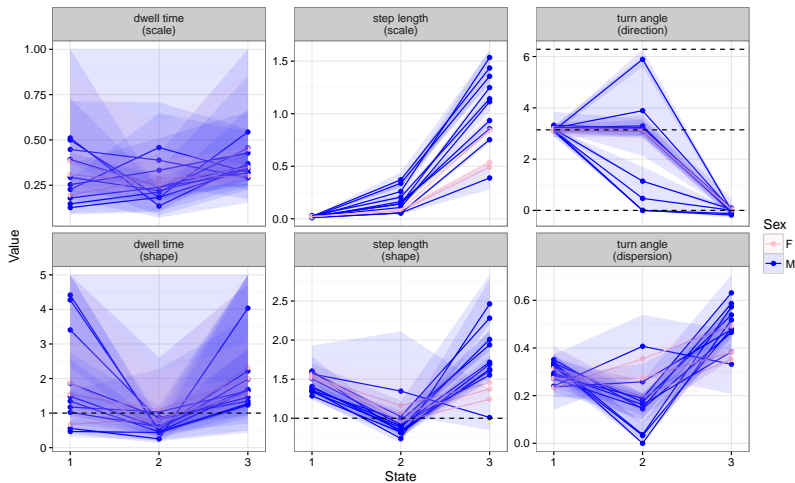 dwell time
(scale)
step length
(scale)
turn angle
(direction)
1.00
0.75
0.50
0.25
1.5
1.0
0.5
0.0
6
4
2
0
Value
dwell time
(shape)
step length
(shape)
turn angle
(dispersion)
5
4
3
2
1
0
2.5
2.0
1.5
1.0
0.6
0.4
0.2
0.0
1 2 3
1 2 3
1 2 3
State
Sex
F
M